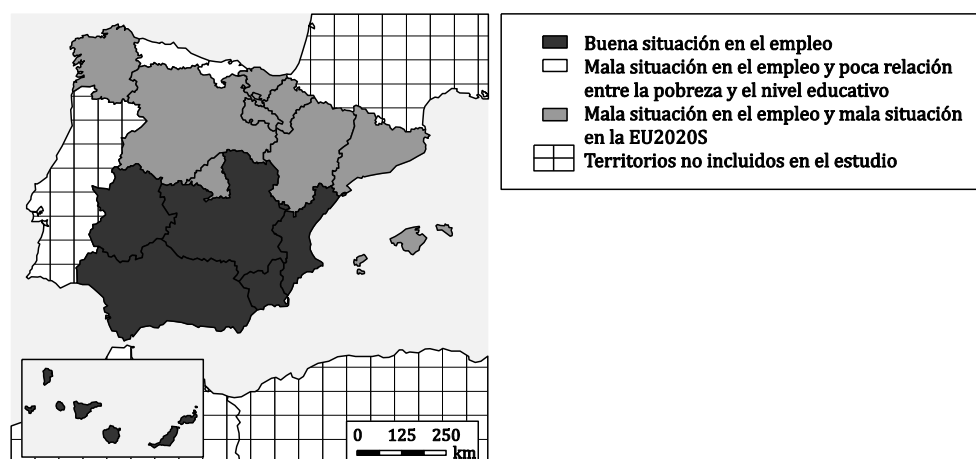 Buena situación en el empleo
Mala situación en el empleo y poca relación
entre la pobreza y el nivel educativo
Mala situación en el empleo y mala situación
en la EU2020S
Territorios no incluidos en el estudio
0 125 250
km